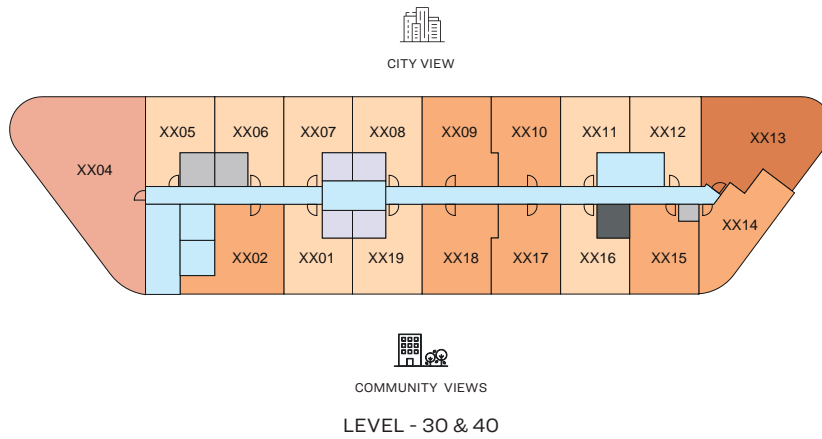 CITY VIEW
XX04
XX05
XX06
XX07
XX08
XX09
XX10
XX11
XX12
XX13
XX02
XX01
XX19
XX18
XX17
XX16
XX15
XX14
COMMUNITY VIEWS
LEVEL - 30 & 40